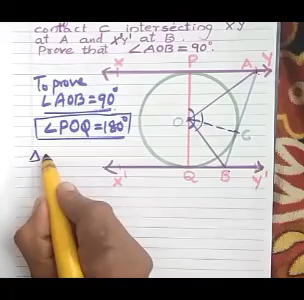 contact C intersecting XY
at A and X'Y' at B.
Prove that ∠AOB = 90°.
To prove
∠AOB = 90°
∠POQ = 180°
Δ
X P A Y
O
C
X' Q B Y'